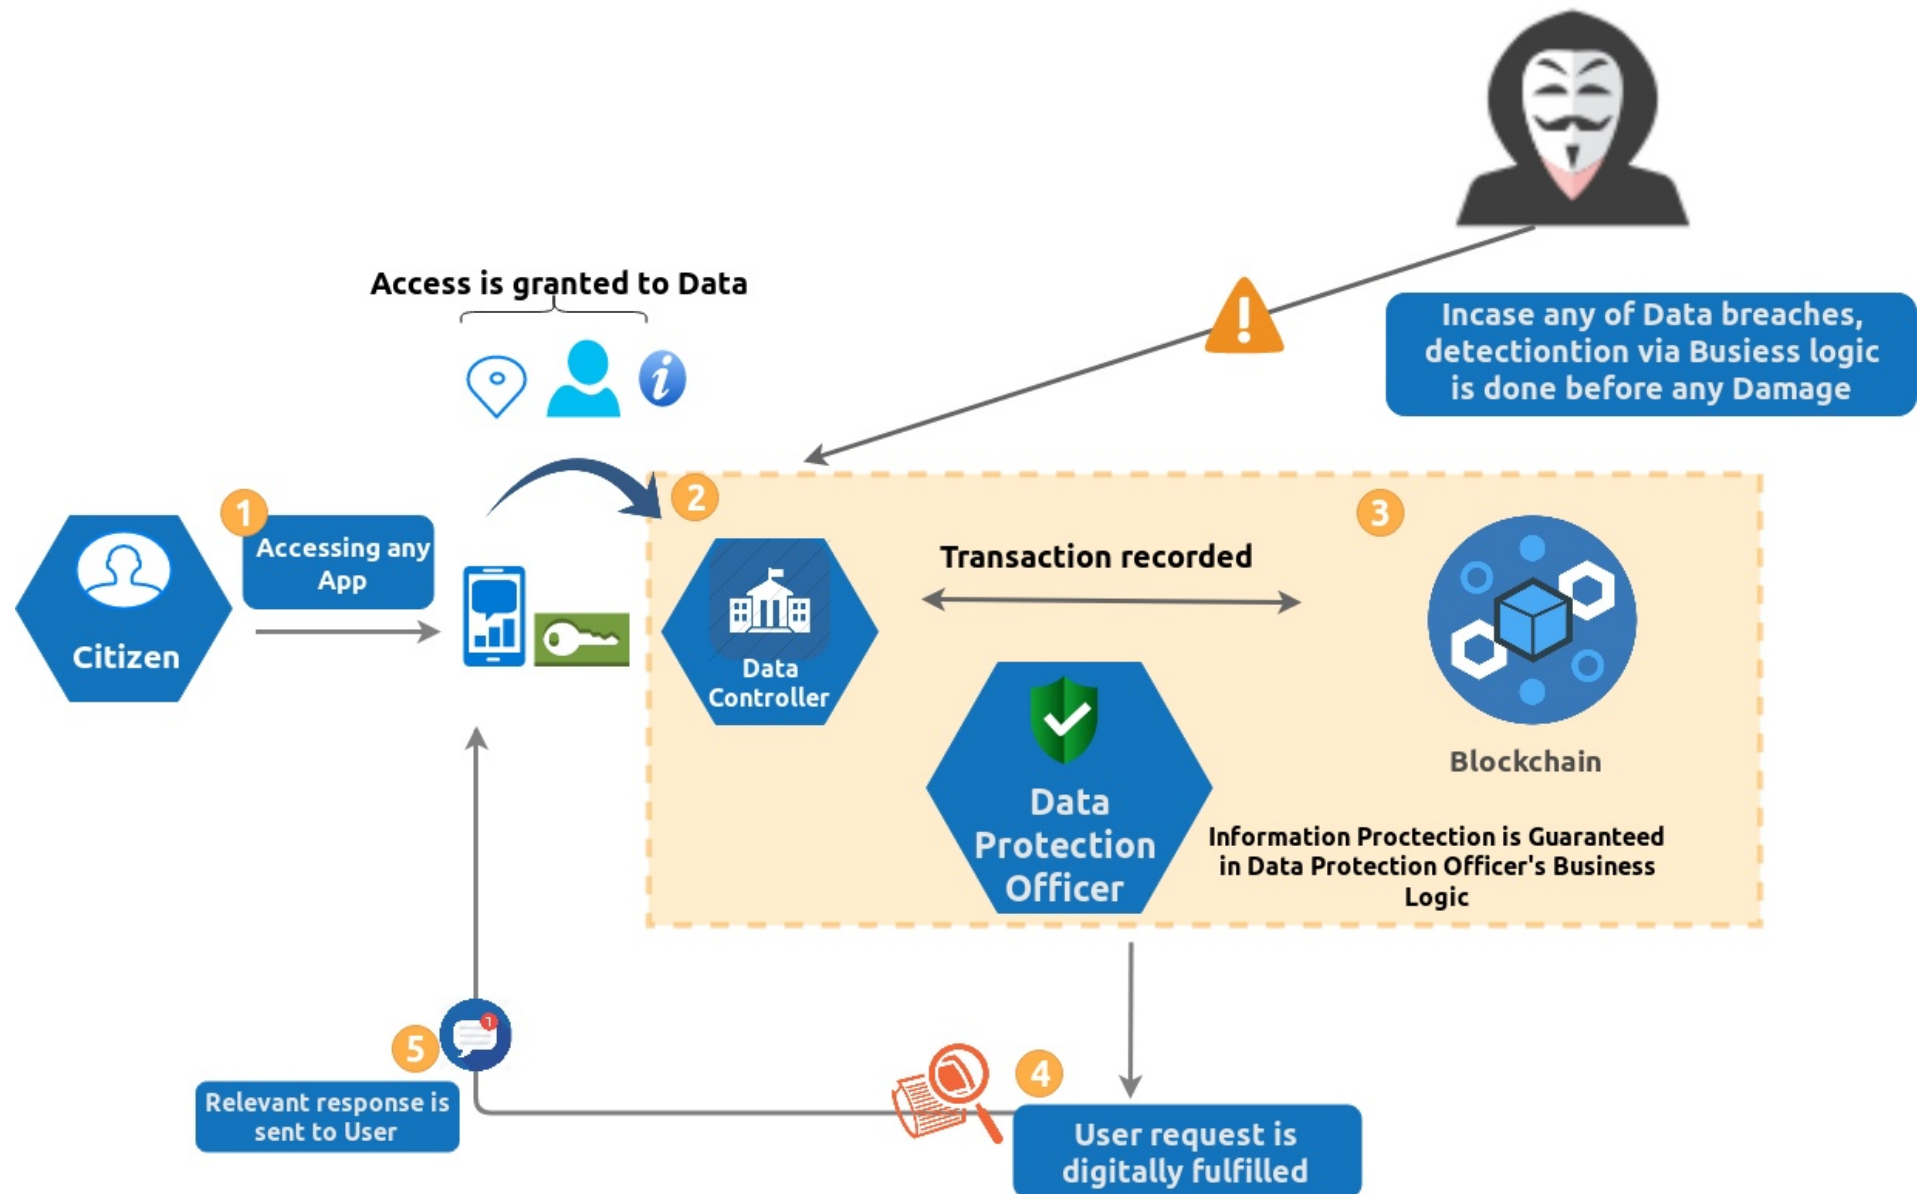 Access is granted to Data
Incase any of Data breaches,
detectiontion via Busiess logic
is done before any Damage
1
Accessing any
App
Citizen
2
Data
Controller
Transaction recorded
3
Blockchain
Data
Protection
Officer
Information Proctection is Guaranteed
in Data Protection Officer's Business
Logic
4
User request is
digitally fulfilled
5
1
Relevant response is
sent to User